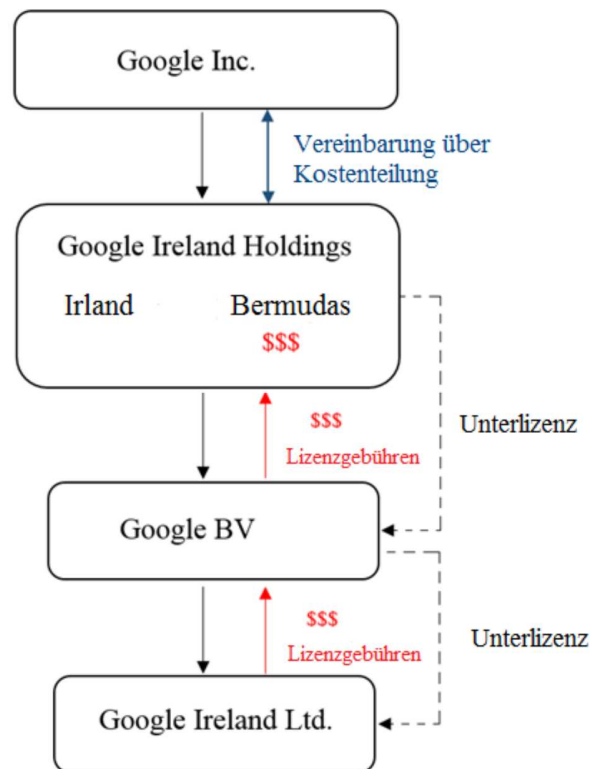 Google Inc.
Vereinbarung über
Kostenteilung
Google Ireland Holdings
Irland Bermudas
$$$
$$$
Lizenzgebühren
Unterlizenz
Google BV
$$$
Lizenzgebühren
Unterlizenz
Google Ireland Ltd.